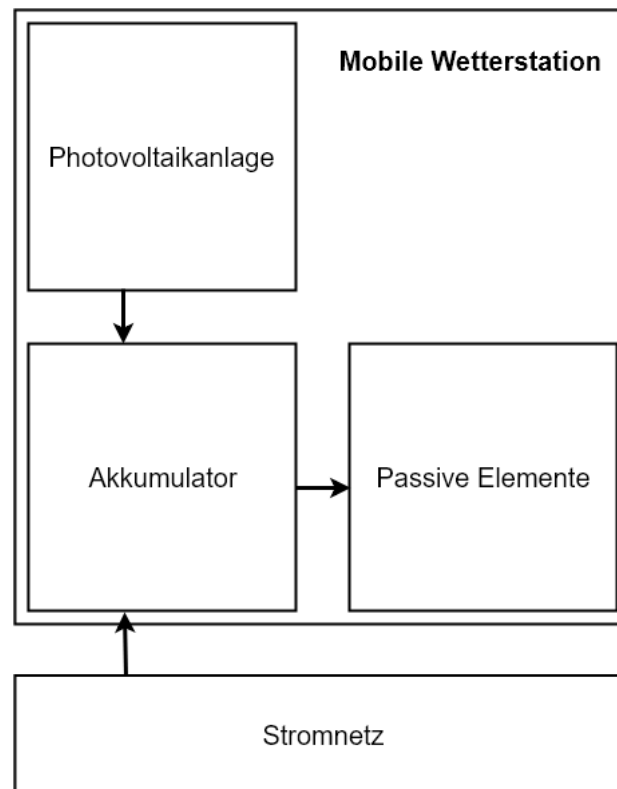 Mobile Wetterstation
Photovoltaikanlage
Akkumulator
Passive Elemente
Stromnetz